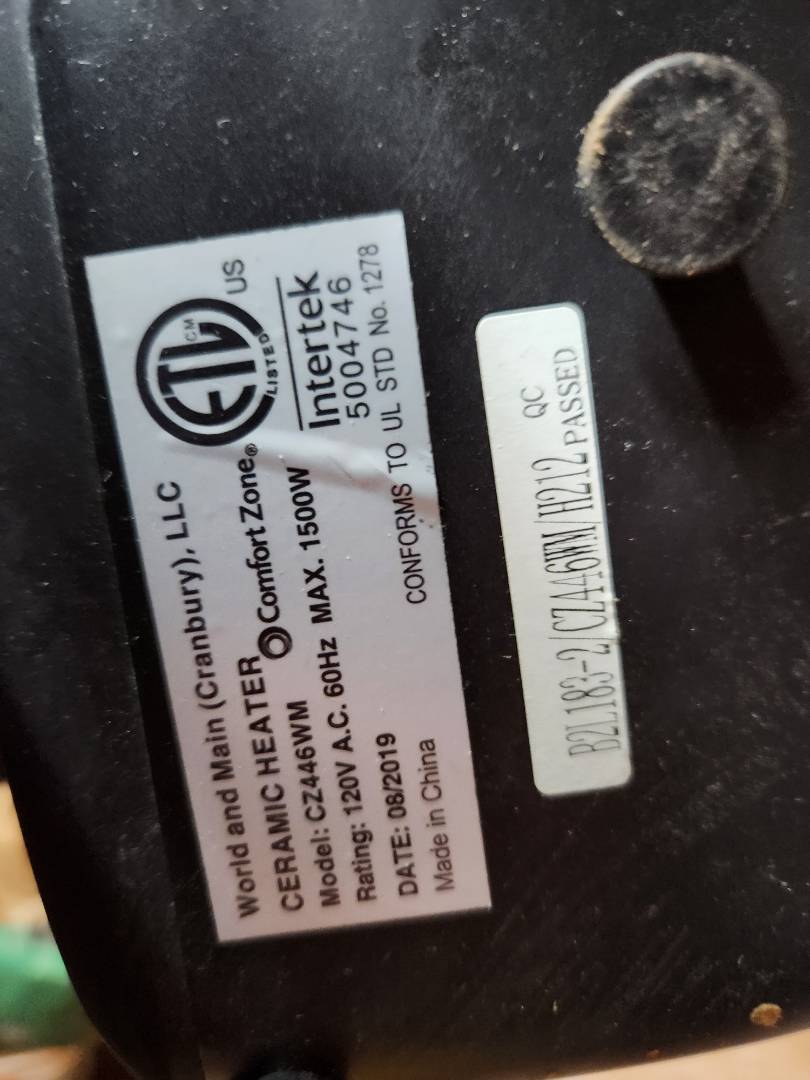 World and Main (Cranbury), LLC
CERAMIC HEATER Comfort Zone®
Model: CZ446WM
Rating: 120V A.C. 60Hz MAX. 1500W
DATE: 08/2019
CONFORMS TO UL STD No. 1278
Made in China
ETL CM
LISTED
US
Intertek
5004746
B2L183-2/CZ446WM/H212 QC PASSED